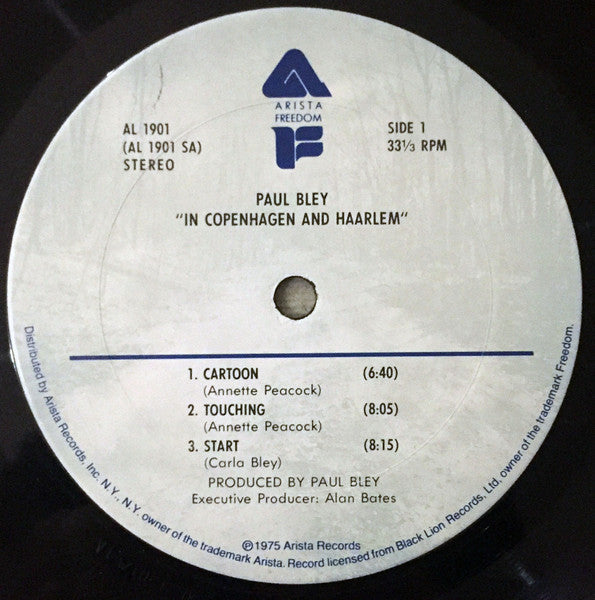 ARISTA
FREEDOM
AL 1901
(AL 1901 SA)
STEREO
SIDE 1
33⅓ RPM
PAUL BLEY
"IN COPENHAGEN AND HAARLEM"
1. CARTOON (6:40)
(Annette Peacock)
2. TOUCHING (8:05)
(Annette Peacock)
3. START (8:15)
(Carla Bley)
PRODUCED BY PAUL BLEY
Executive Producer: Alan Bates
℗1975 Arista Records
Distributed by Arista Records, Inc. N.Y., N.Y. owner of the trademark Arista. Record licensed from Black Lion Records, Ltd, owner of the trademark Freedom.